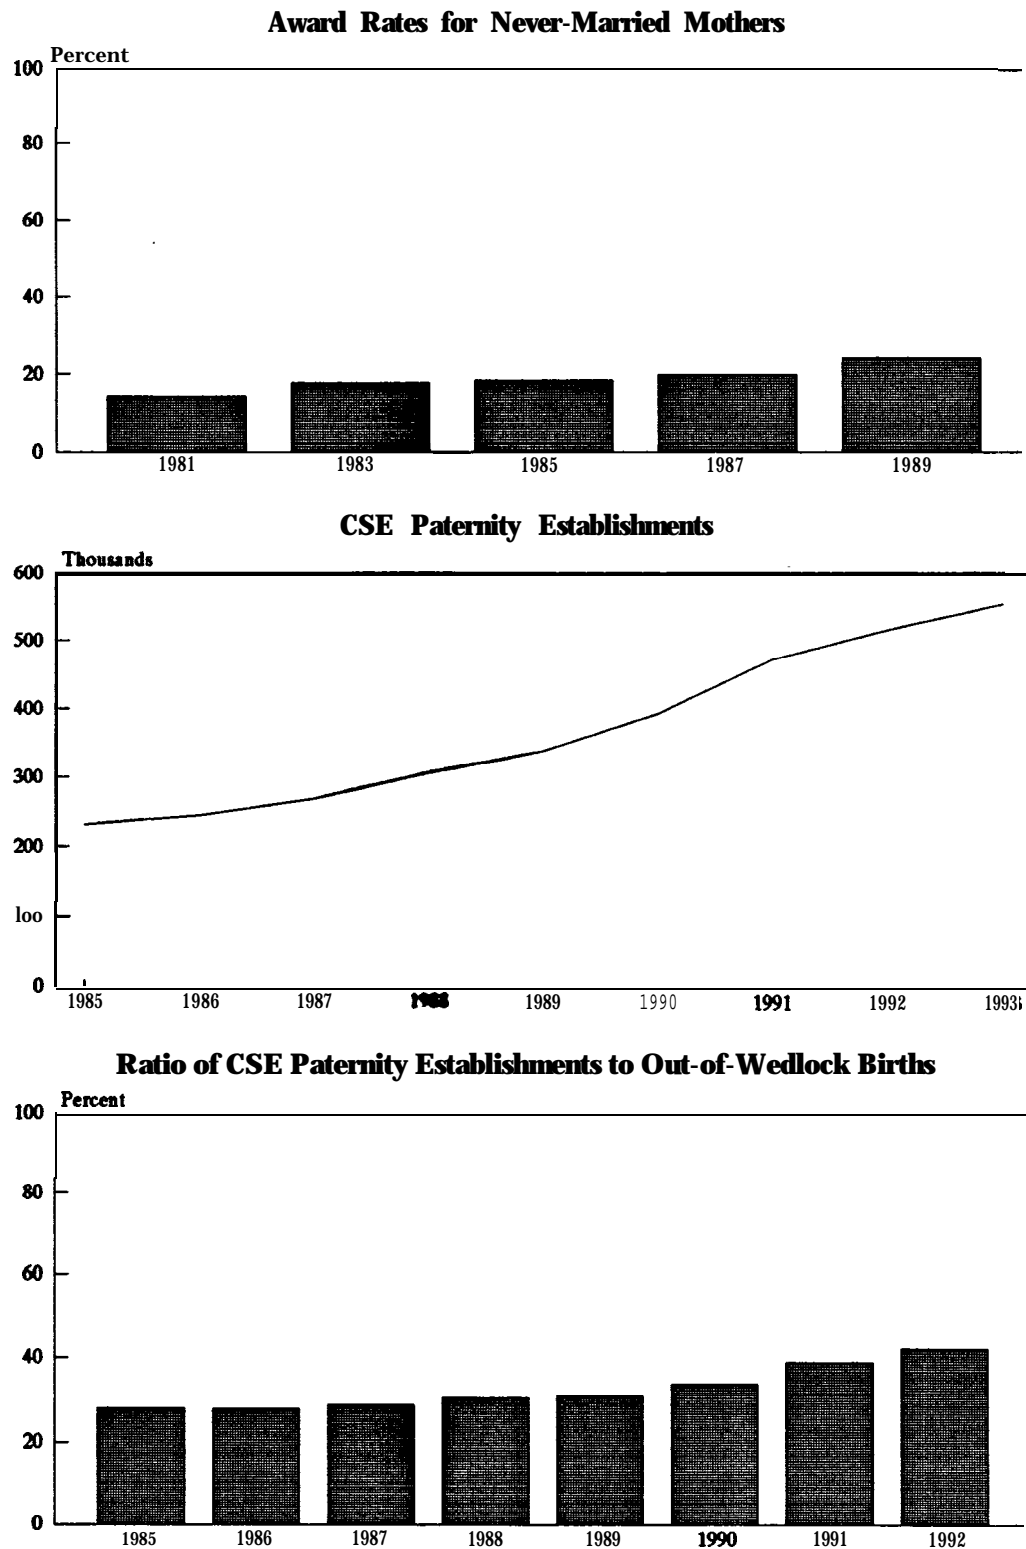 Award Rates for Never-Married Mothers
Percent
100
80
60
40
20
0
1981 1983 1985 1987 1989
CSE Paternity Establishments
Thousands
600
500
400
300
200
loo
0
1985 1986 1987 1988 1989 1990 1991 1992 1993
Ratio of CSE Paternity Establishments to Out-of-Wedlock Births
Percent
100
80
60
40
20
0
1985 1986 1987 1988 1989 1990 1991 1992